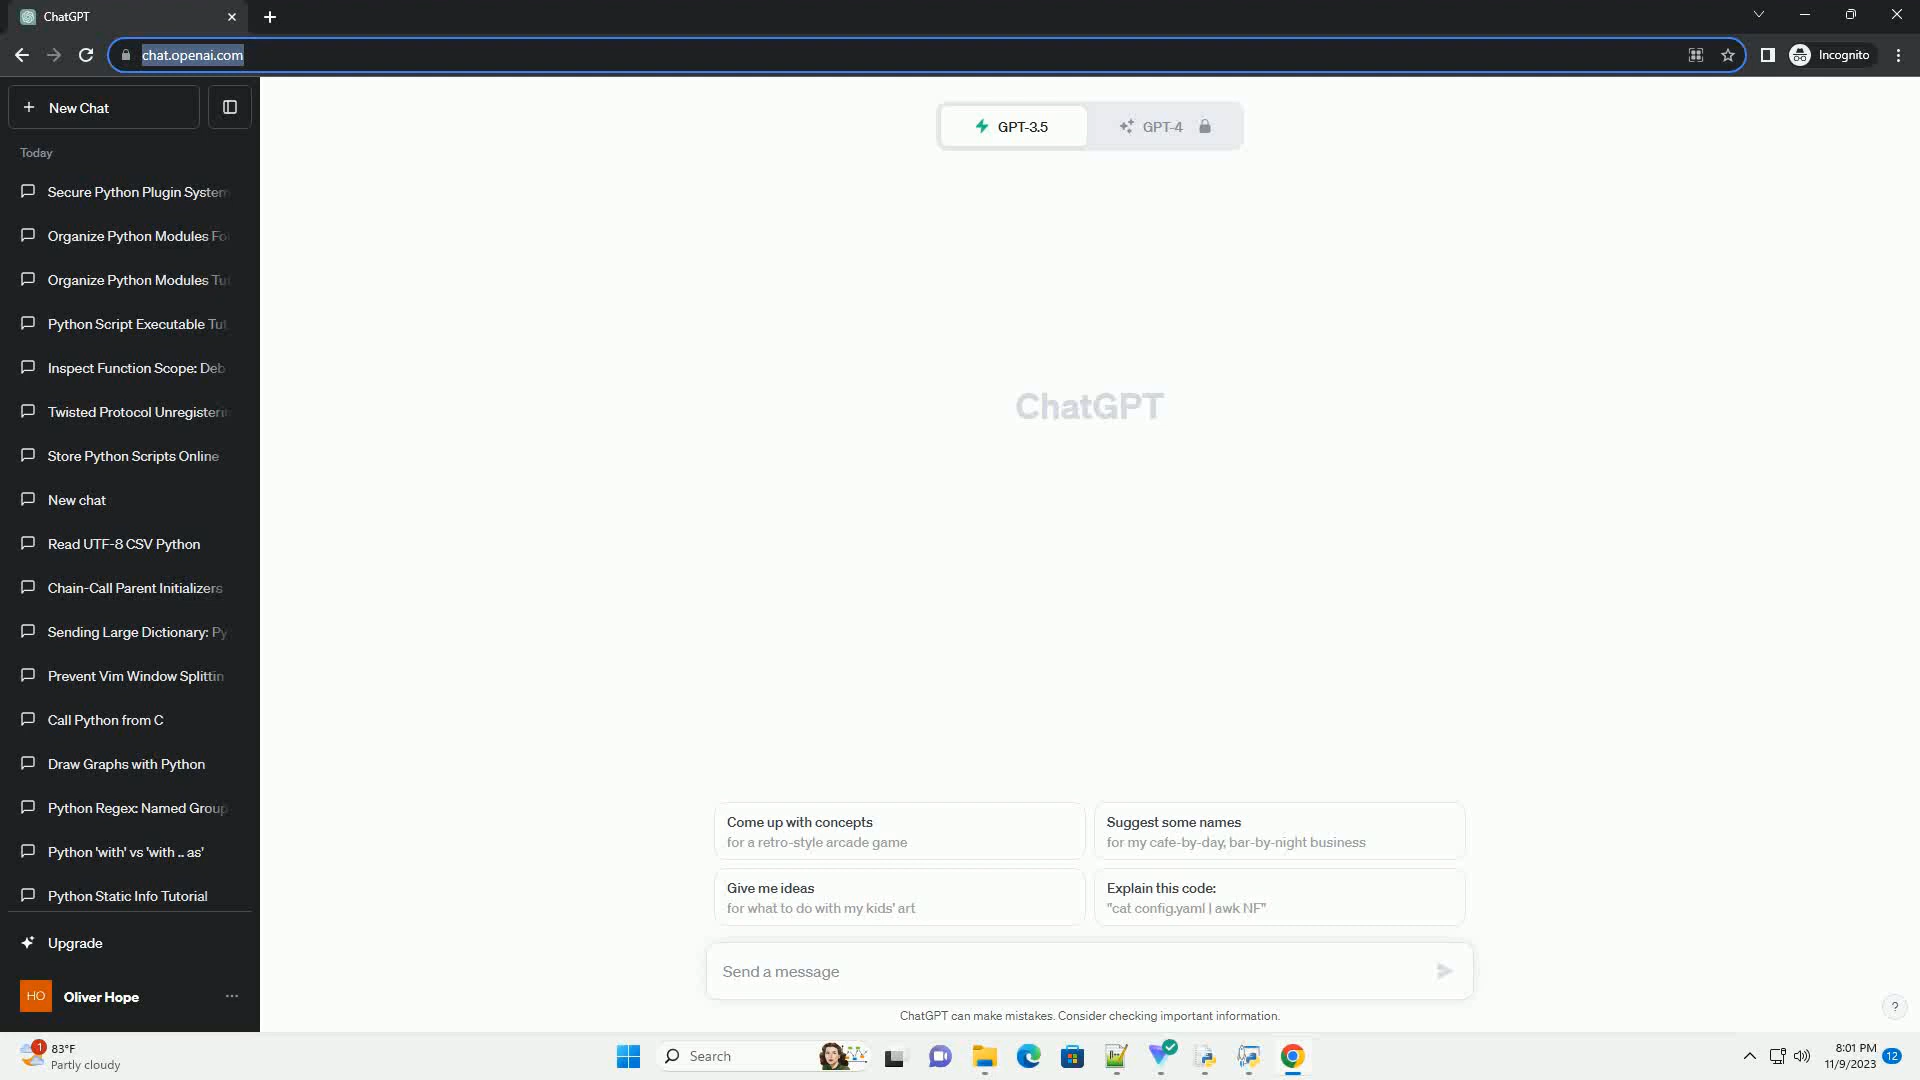 ChatGPT
chat.openai.com
Incognito
New Chat
Today
Secure Python Plugin System
Organize Python Modules Fo
Organize Python Modules Tut
Python Script Executable Tut
Inspect Function Scope: Deb
Twisted Protocol Unregisterin
Store Python Scripts Online
New chat
Read UTF-8 CSV Python
Chain-Call Parent Initializers
Sending Large Dictionary: Py
Prevent Vim Window Splittin
Call Python from C
Draw Graphs with Python
Python Regex: Named Group
Python 'with' vs 'with .. as'
Python Static Info Tutorial
Upgrade
HO Oliver Hope
GPT-3.5 GPT-4
ChatGPT
Come up with concepts
for a retro-style arcade game
Suggest some names
for my cafe-by-day, bar-by-night business
Give me ideas
for what to do with my kids' art
Explain this code:
"cat config.yaml | awk NF"
Send a message
ChatGPT can make mistakes. Consider checking important information.
?
1
83°F
Partly cloudy
Search
8:01 PM
11/9/2023
12